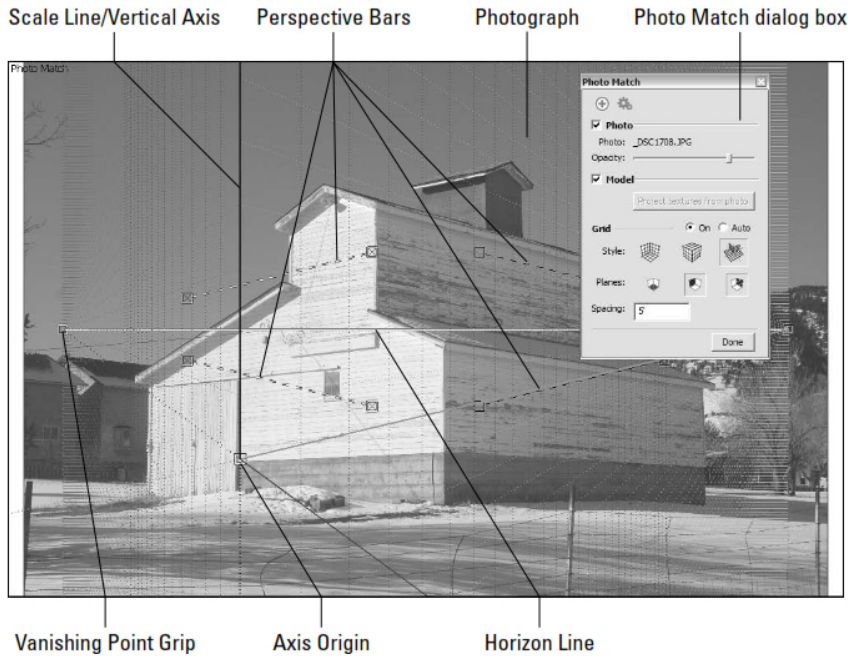 Scale Line/Vertical Axis Perspective Bars Photograph Photo Match dialog box
Photo Match
Photo Match
Photo
Photo: _DSC1708.JPG
Opacity:
Model
Project textures from photo
Grid On Auto
Style:
Planes:
Spacing: 5'
Done
Vanishing Point Grip Axis Origin Horizon Line